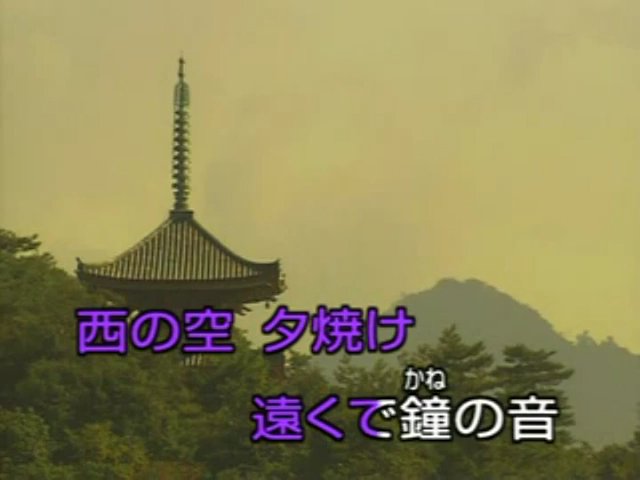 西の空 夕焼け
かね
遠くで鐘の音